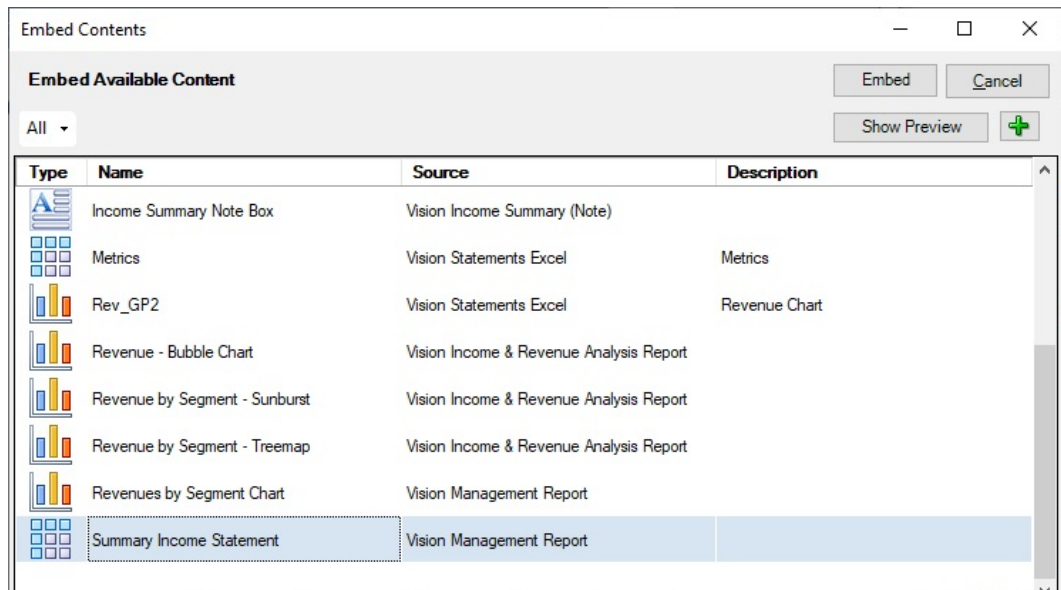 Embed Contents
Embed Available Content
Embed
Cancel
All
Show Preview
Type Name Source Description
Income Summary Note Box Vision Income Summary (Note)
Metrics Vision Statements Excel Metrics
Rev_GP2 Vision Statements Excel Revenue Chart
Revenue - Bubble Chart Vision Income & Revenue Analysis Report
Revenue by Segment - Sunburst Vision Income & Revenue Analysis Report
Revenue by Segment - Treemap Vision Income & Revenue Analysis Report
Revenues by Segment Chart Vision Management Report
Summary Income Statement Vision Management Report